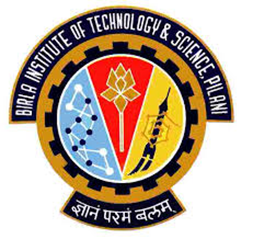 BIRLA INSTITUTE OF TECHNOLOGY & SCIENCE, PILANI
ज्ञानं परमं बलम्